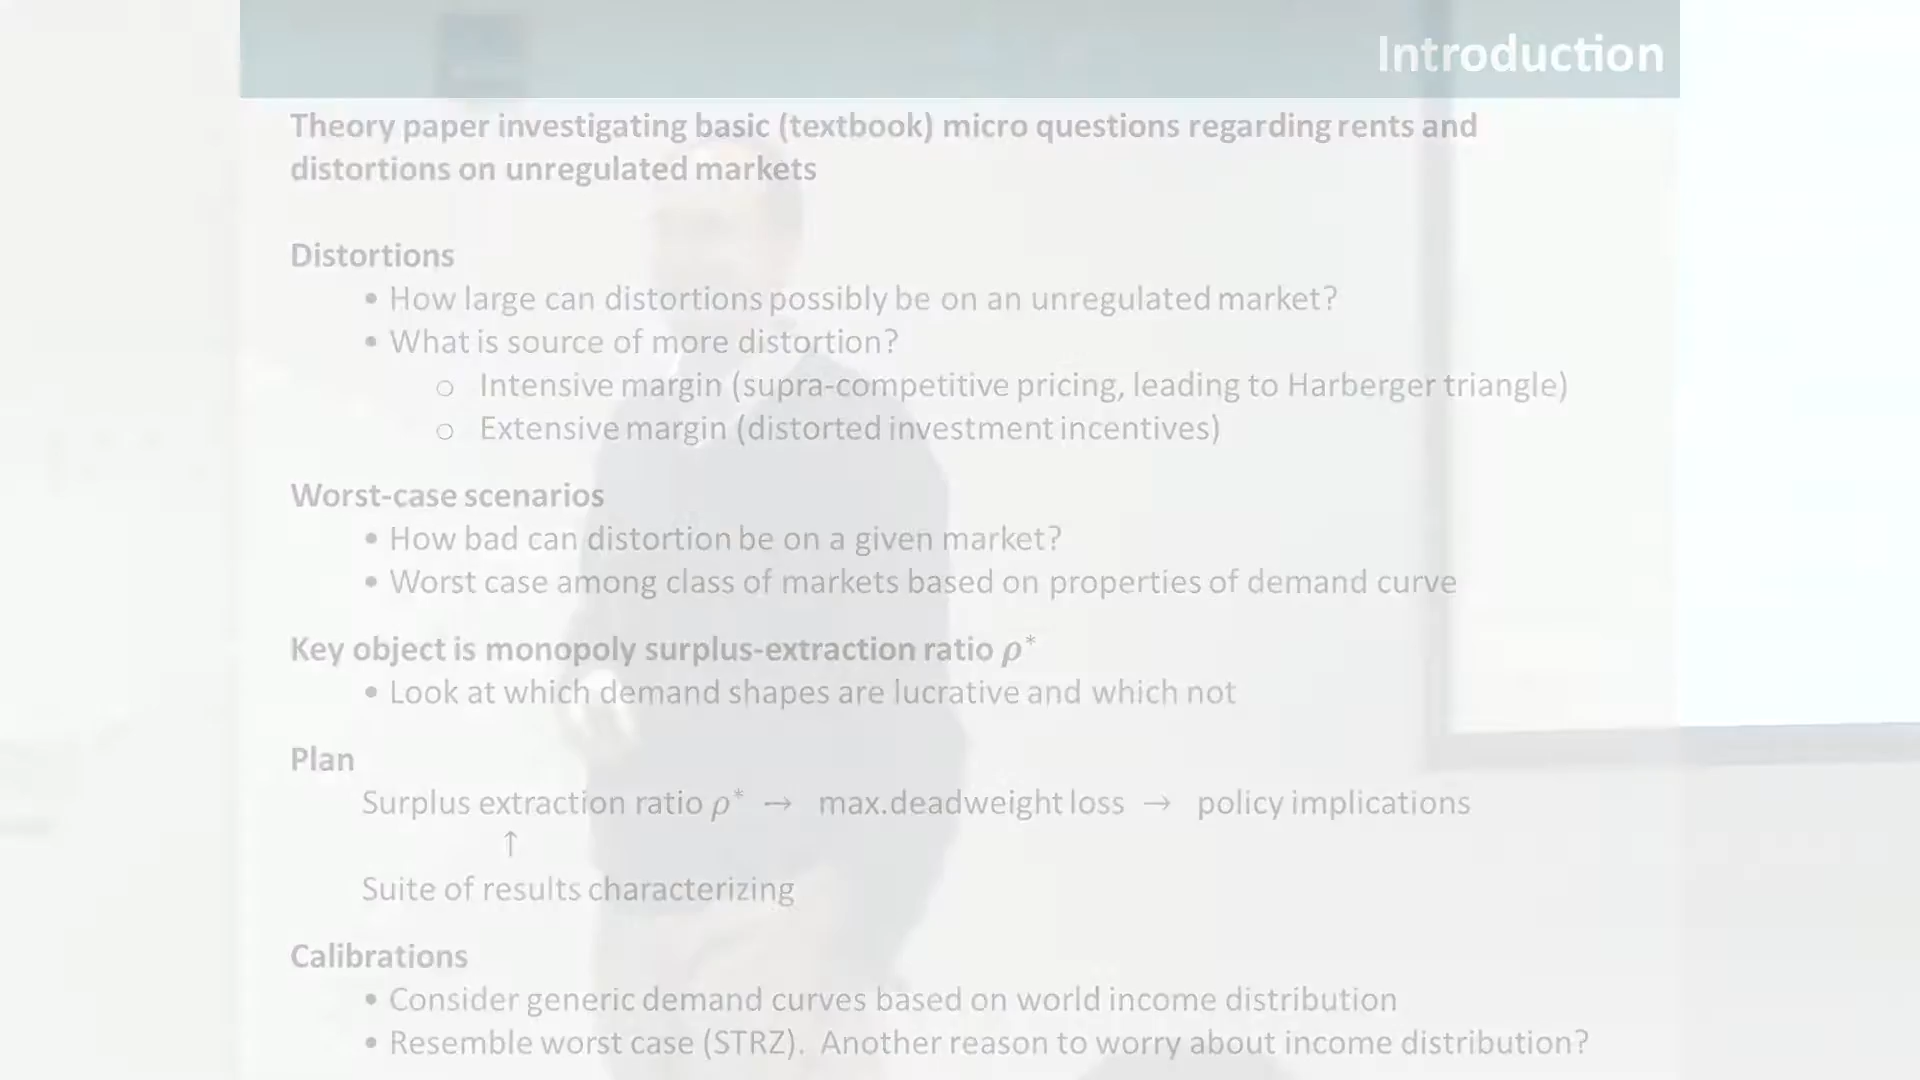 Introduction
Theory paper investigating basic (textbook) micro questions regarding rents and
distortions on unregulated markets
Distortions
• How large can distortions possibly be on an unregulated market?
• What is source of more distortion?
o Intensive margin (supra-competitive pricing, leading to Harberger triangle)
o Extensive margin (distorted investment incentives)
Worst-case scenarios
• How bad can distortion be on a given market?
• Worst case among class of markets based on properties of demand curve
Key object is monopoly surplus-extraction ratio ρ*
• Look at which demand shapes are lucrative and which not
Plan
Surplus extraction ratio ρ* → max.deadweight loss → policy implications
↑
Suite of results characterizing
Calibrations
• Consider generic demand curves based on world income distribution
• Resemble worst case (STRZ). Another reason to worry about income distribution?